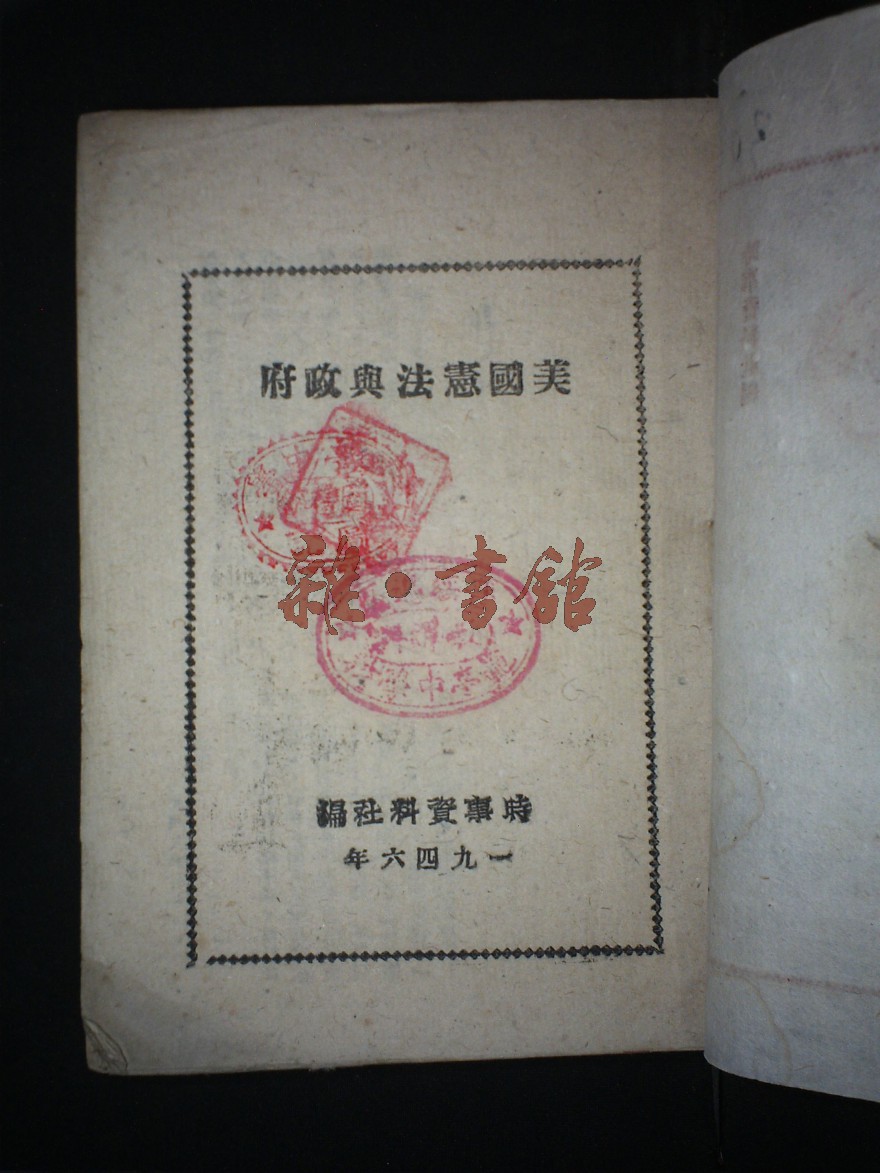 美國憲法與政府
雜·書館
時事資料社編
一九四六年